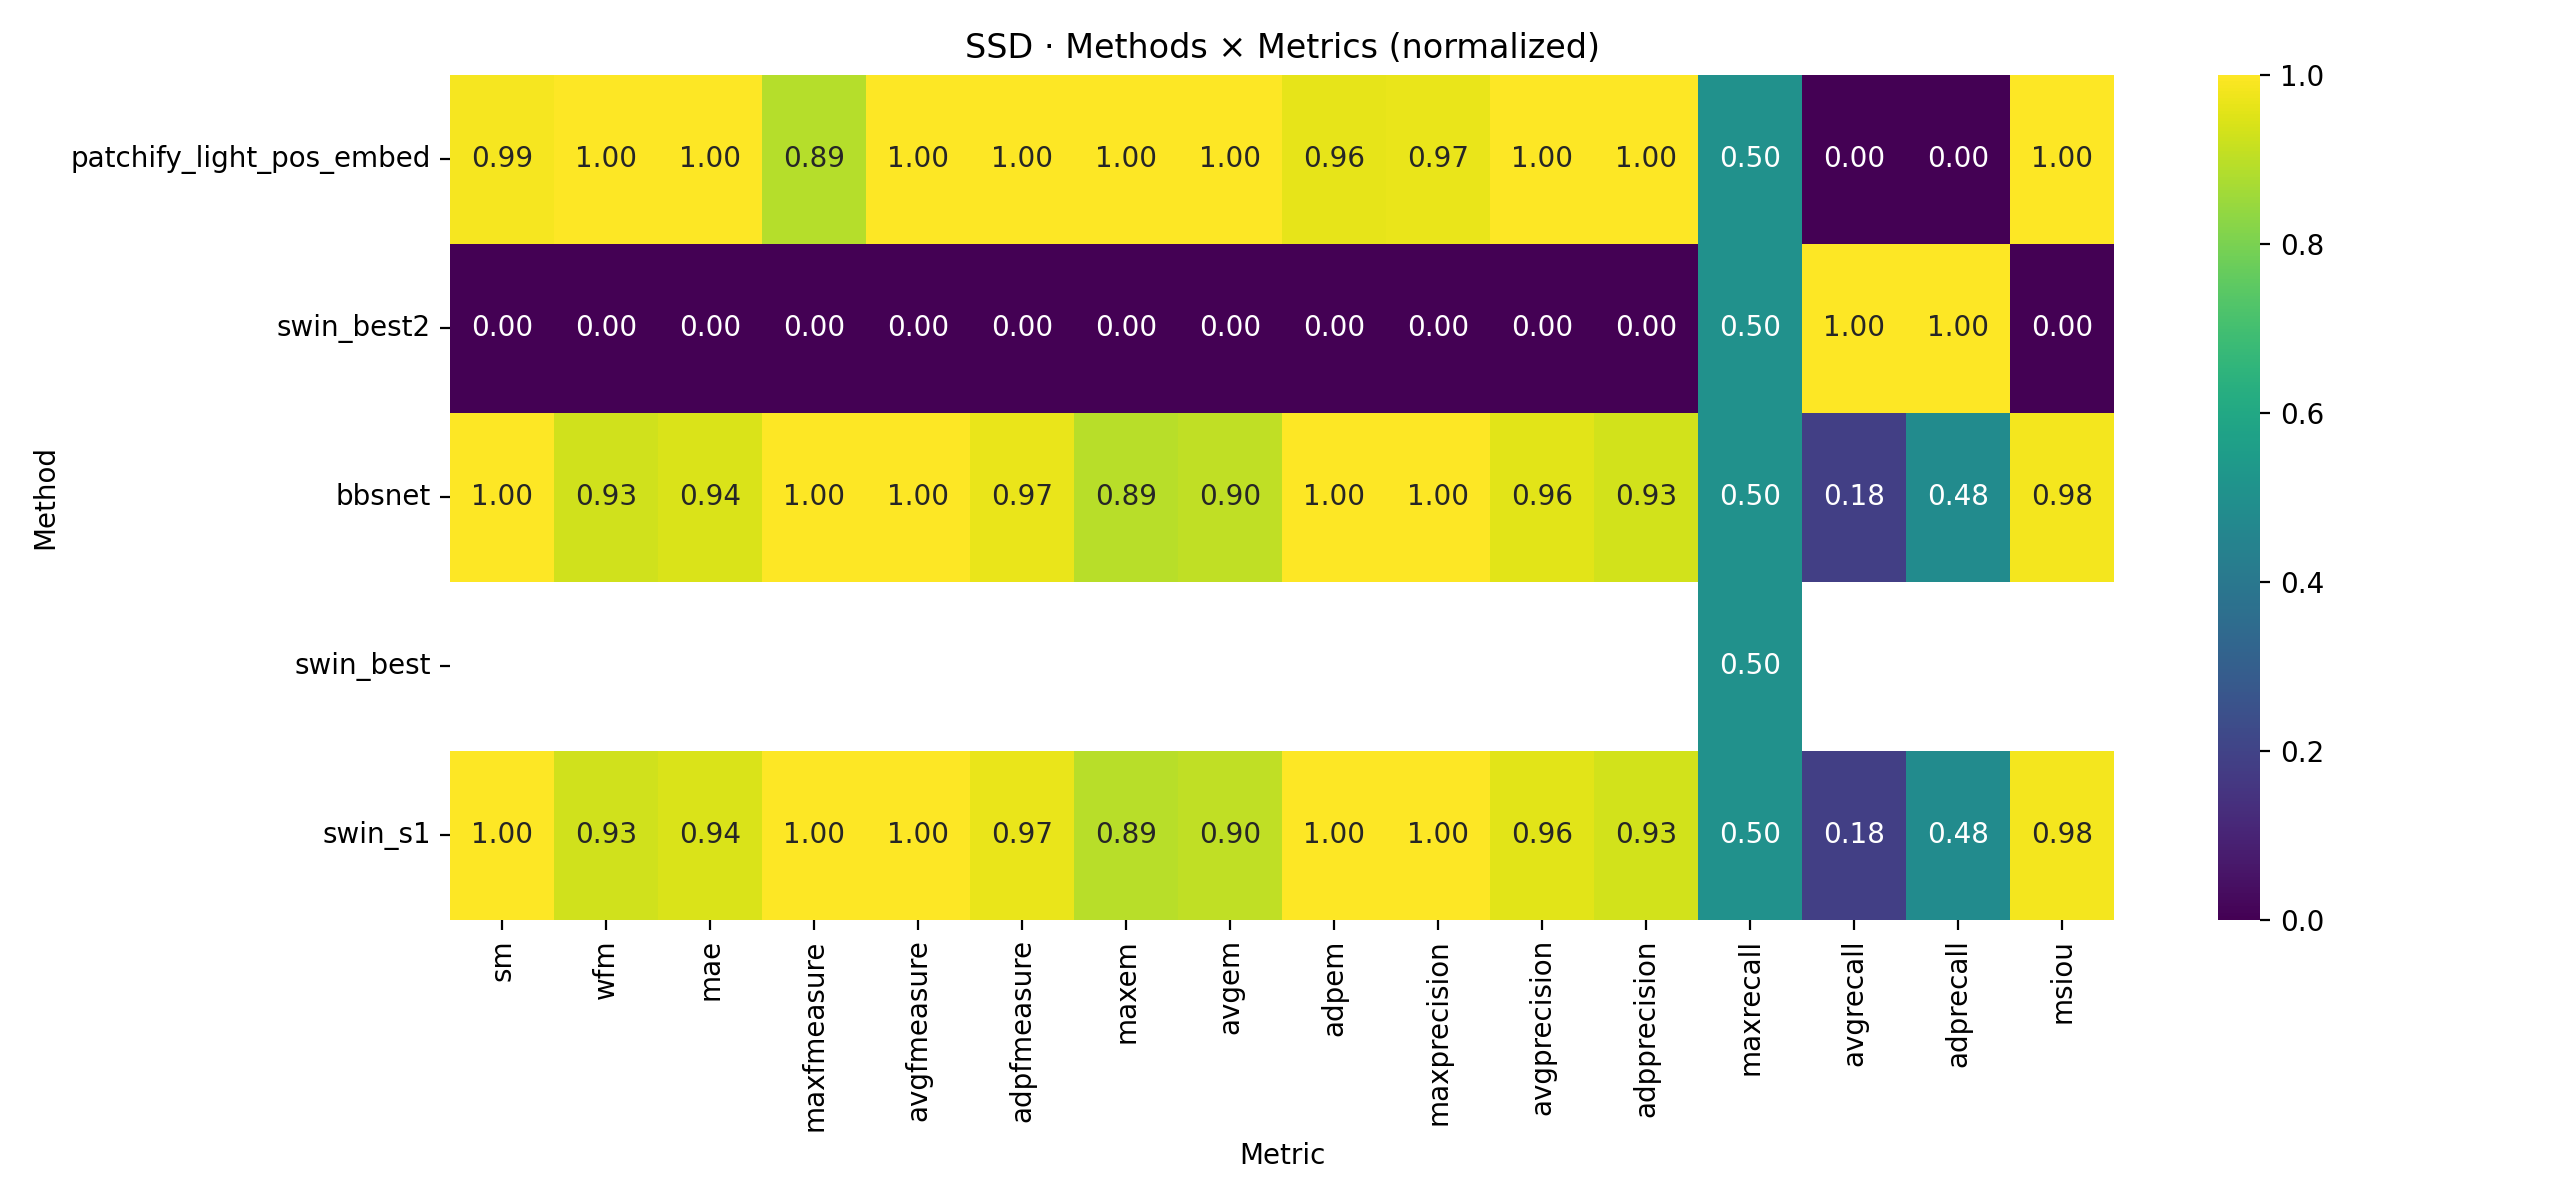 SSD · Methods × Metrics (normalized)
patchify_light_pos_embed 0.99 1.00 1.00 0.89 1.00 1.00 1.00 1.00 0.96 0.97 1.00 1.00 0.50 0.00 0.00 1.00
swin_best2 0.00 0.00 0.00 0.00 0.00 0.00 0.00 0.00 0.00 0.00 0.00 0.00 0.50 1.00 1.00 0.00
bbsnet 1.00 0.93 0.94 1.00 1.00 0.97 0.89 0.90 1.00 1.00 0.96 0.93 0.50 0.18 0.48 0.98
swin_best 0.50
swin_s1 1.00 0.93 0.94 1.00 1.00 0.97 0.89 0.90 1.00 1.00 0.96 0.93 0.50 0.18 0.48 0.98
Method
sm
wfm
mae
maxfmeasure
avgfmeasure
adpfmeasure
maxem
avgem
adpem
maxprecision
avgprecision
adpprecision
maxrecall
avgrecall
adprecall
msiou
Metric
1.0
0.8
0.6
0.4
0.2
0.0